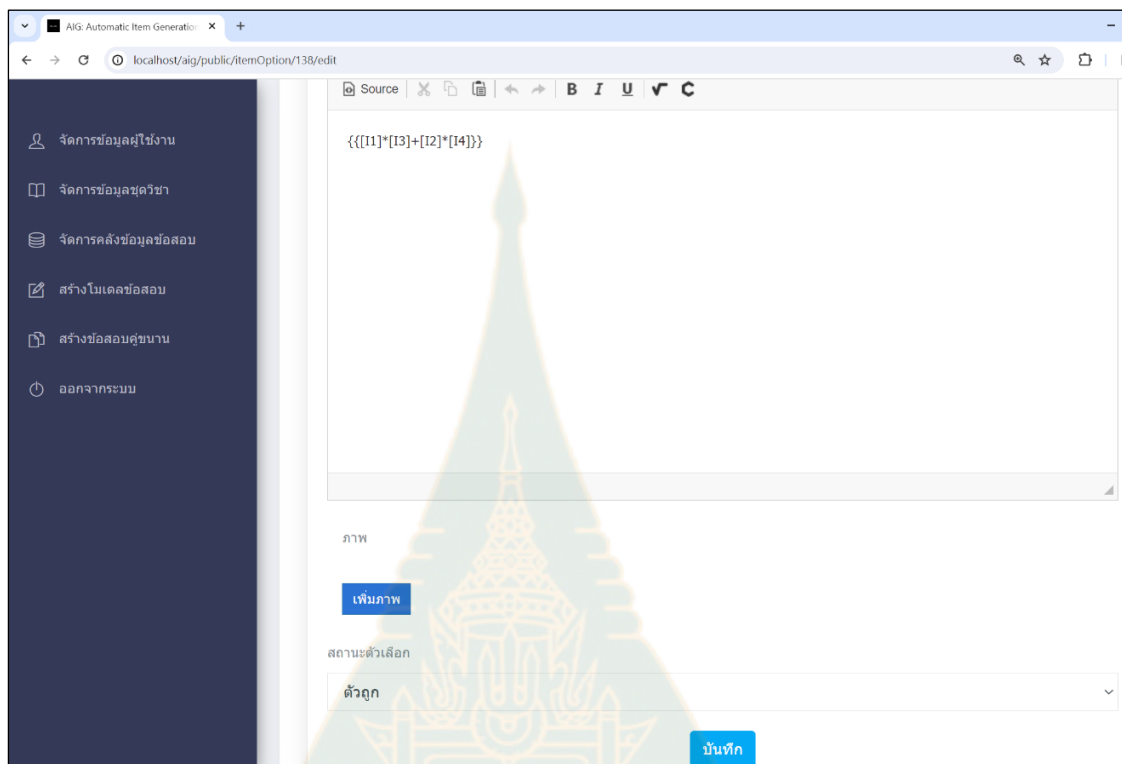 AIG: Automatic Item Generation
localhost/aig/public/itemOption/138/edit
Source
B I U
{{[I1]*[I3]+[I2]*[I4]}}
จัดการข้อมูลผู้ใช้งาน
จัดการข้อมูลชุดวิชา
จัดการคลังข้อมูลข้อสอบ
สร้างโมเดลข้อสอบ
สร้างข้อสอบคู่ขนาน
ออกจากระบบ
ภาพ
เพิ่มภาพ
สถานะตัวเลือก
ตัวถูก
บันทึก